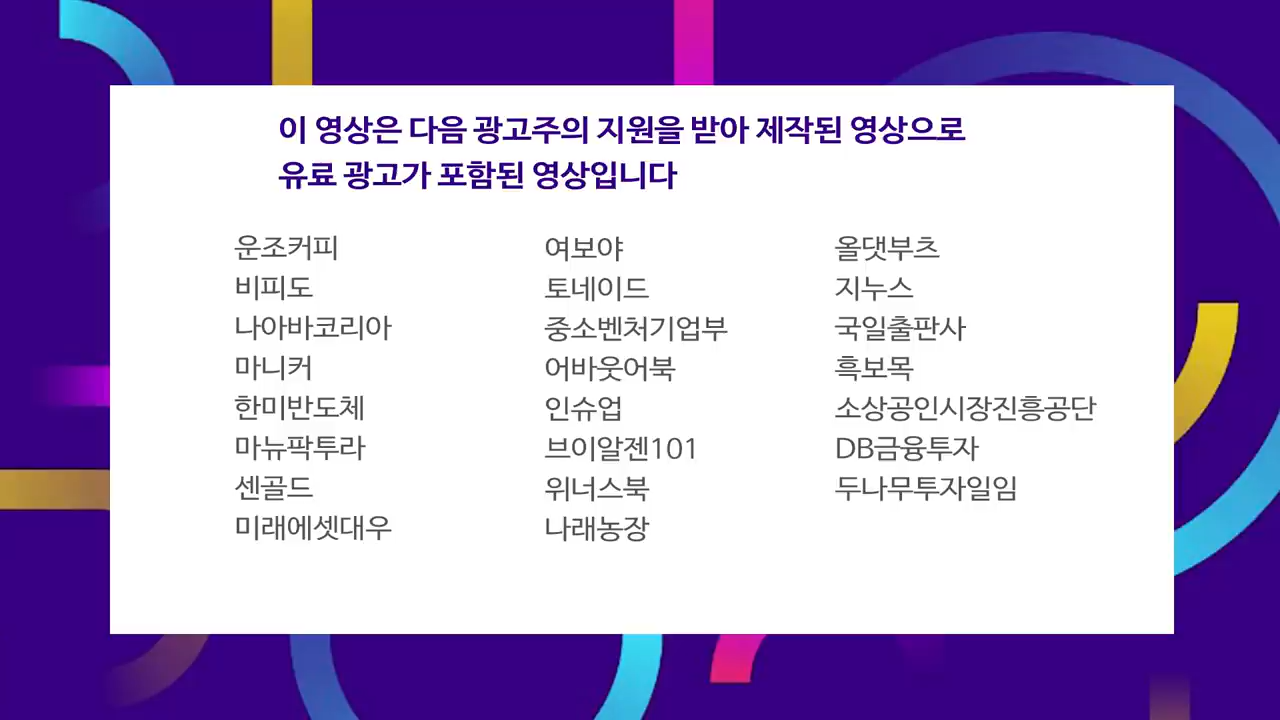 이 영상은 다음 광고주의 지원을 받아 제작된 영상으로
유료 광고가 포함된 영상입니다
운조커피
비피도
나아바코리아
마니커
한미반도체
마뉴팍투라
센골드
미래에셋대우
여보야
토네이드
중소벤처기업부
어바웃어북
인슈업
브이알젠101
위너스북
나래농장
올댓부츠
지누스
국일출판사
흑보목
소상공인시장진흥공단
DB금융투자
두나무투자일임